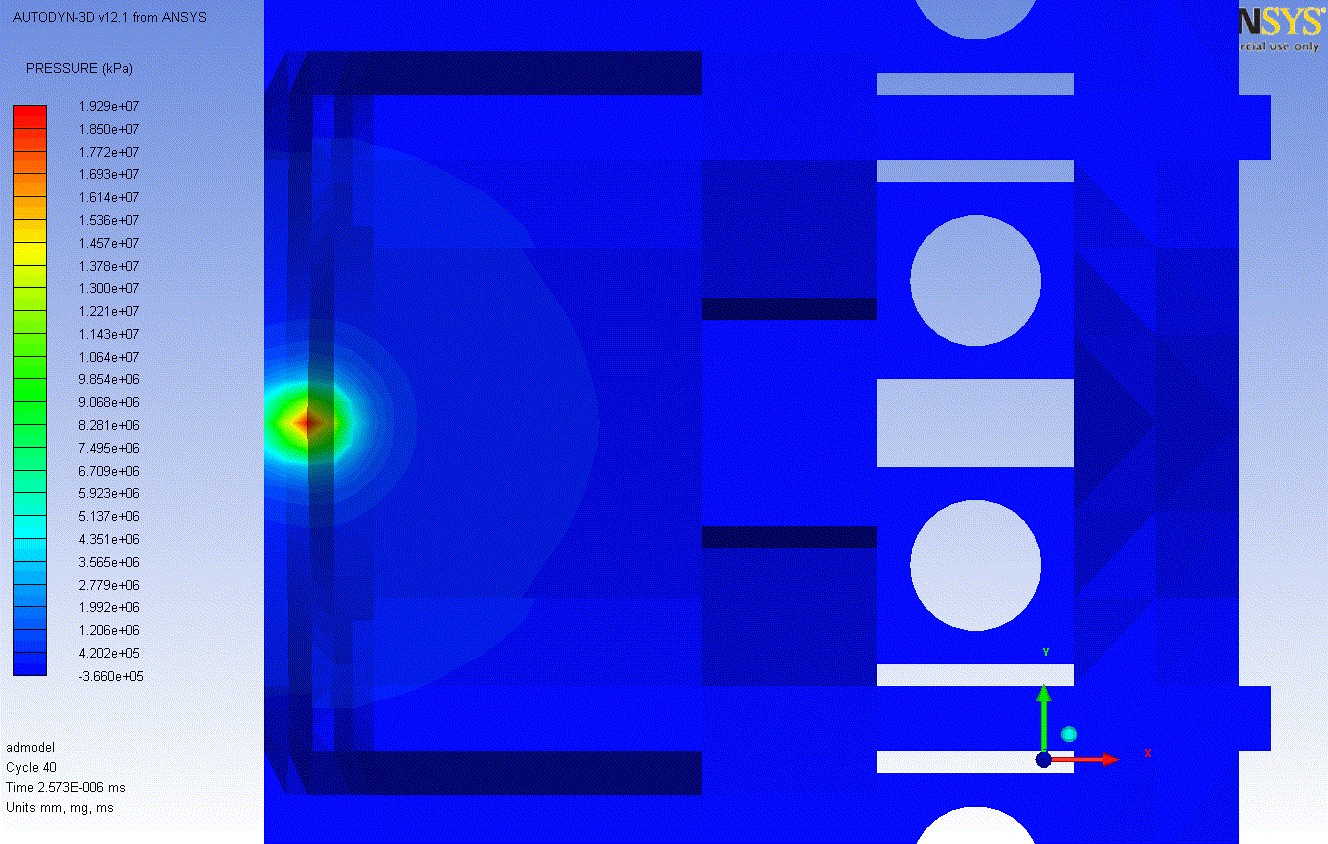 AUTODYN-3D v12.1 from ANSYS
NSYS
rcial use only
PRESSURE (kPa)
1.929e+07
1.850e+07
1.772e+07
1.693e+07
1.614e+07
1.536e+07
1.457e+07
1.378e+07
1.300e+07
1.221e+07
1.143e+07
1.064e+07
9.854e+06
9.068e+06
8.281e+06
7.495e+06
6.709e+06
5.923e+06
5.137e+06
4.351e+06
3.565e+06
2.779e+06
1.992e+06
1.206e+06
4.202e+05
-3.660e+05
Y
X
admodel
Cycle 40
Time 2.573E-006 ms
Units mm, mg, ms